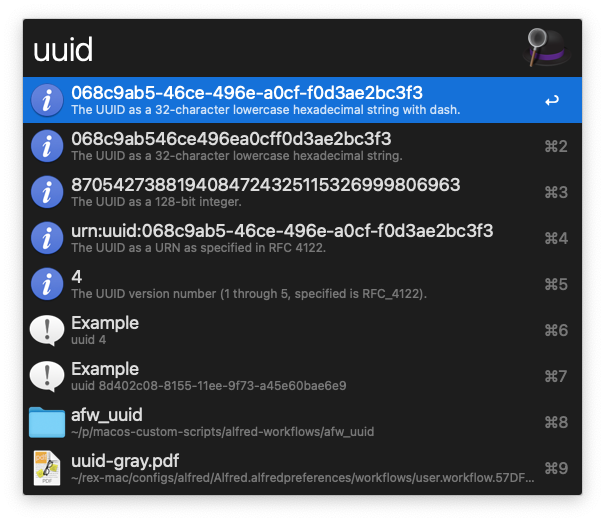 uuid
068c9ab5-46ce-496e-a0cf-f0d3ae2bc3f3
The UUID as a 32-character lowercase hexadecimal string with dash.
068c9ab546ce496ea0cff0d3ae2bc3f3
The UUID as a 32-character lowercase hexadecimal string.
⌘2
8705427388194084724325115326999806963
The UUID as a 128-bit integer.
⌘3
urn:uuid:068c9ab5-46ce-496e-a0cf-f0d3ae2bc3f3
The UUID as a URN as specified in RFC 4122.
⌘4
4
The UUID version number (1 through 5, specified is RFC_4122).
⌘5
Example
uuid 4
⌘6
Example
uuid 8d402c08-8155-11ee-9f73-a45e60bae6e9
⌘7
afw_uuid
~/p/macos-custom-scripts/alfred-workflows/afw_uuid
⌘8
uuid-gray.pdf
~/rex-mac/configs/alfred/Alfred.alfredpreferences/workflows/user.workflow.57DF...
⌘9
PDF